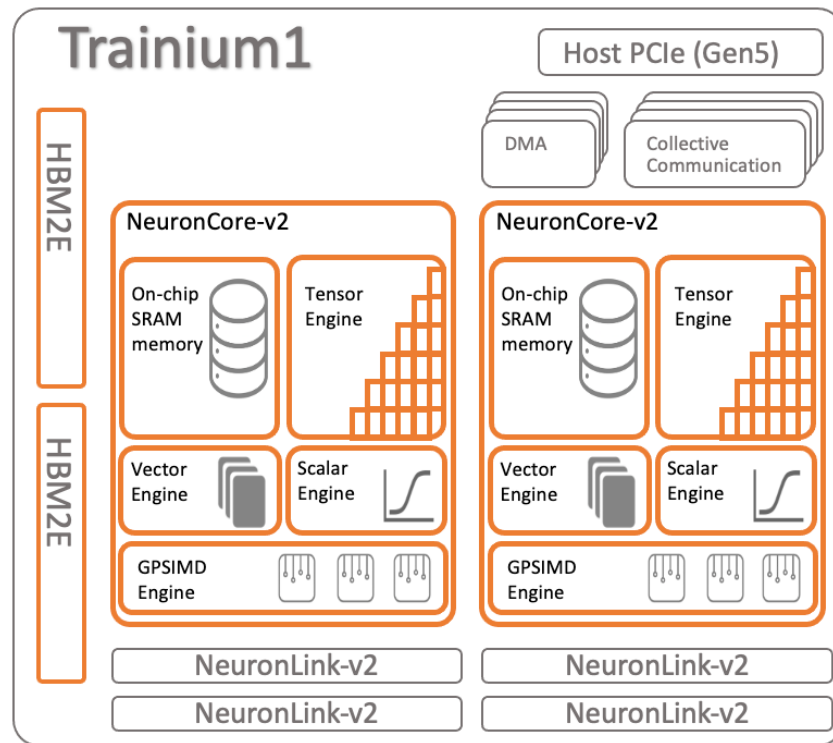 Trainium1
Host PCIe (Gen5)
HBM2E
HBM2E
DMA
Collective
Communication
NeuronCore-v2
On-chip
SRAM
memory
Tensor
Engine
Vector
Engine
Scalar
Engine
GPSIMD
Engine
NeuronCore-v2
On-chip
SRAM
memory
Tensor
Engine
Vector
Engine
Scalar
Engine
GPSIMD
Engine
NeuronLink-v2
NeuronLink-v2
NeuronLink-v2
NeuronLink-v2